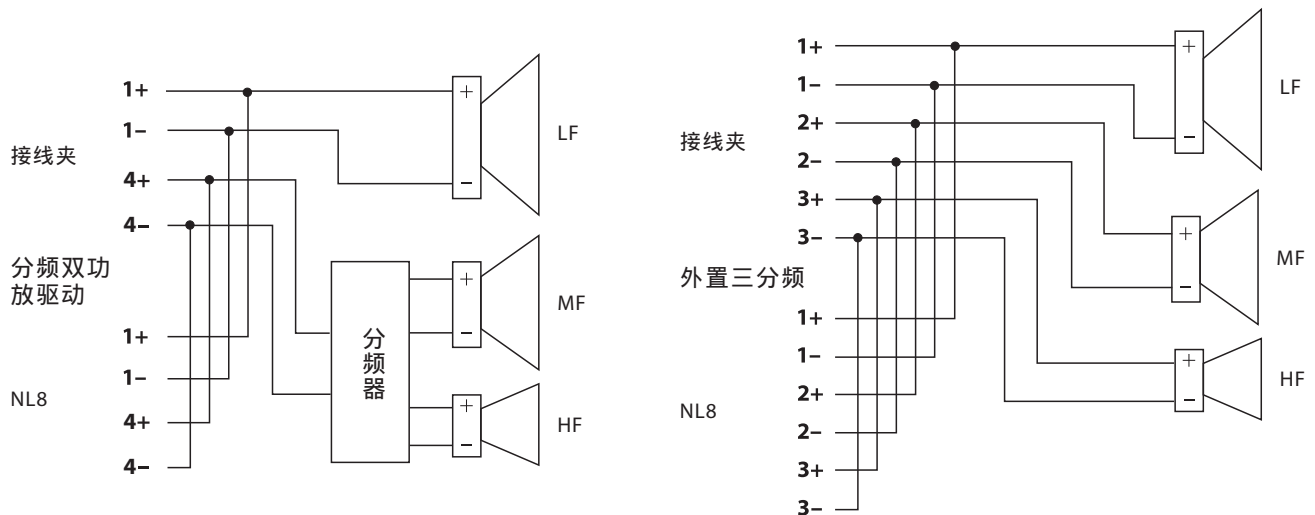 1+
1−
接线夹
4+
4−
分频双功
放驱动
1+
1−
NL8
4+
4−
+
−
LF
分
频
器
+
−
MF
+
−
HF
1+
1−
2+
接线夹
2−
3+
3−
外置三分频
1+
1−
2+
NL8
2−
3+
3−
+
−
LF
+
−
MF
+
−
HF